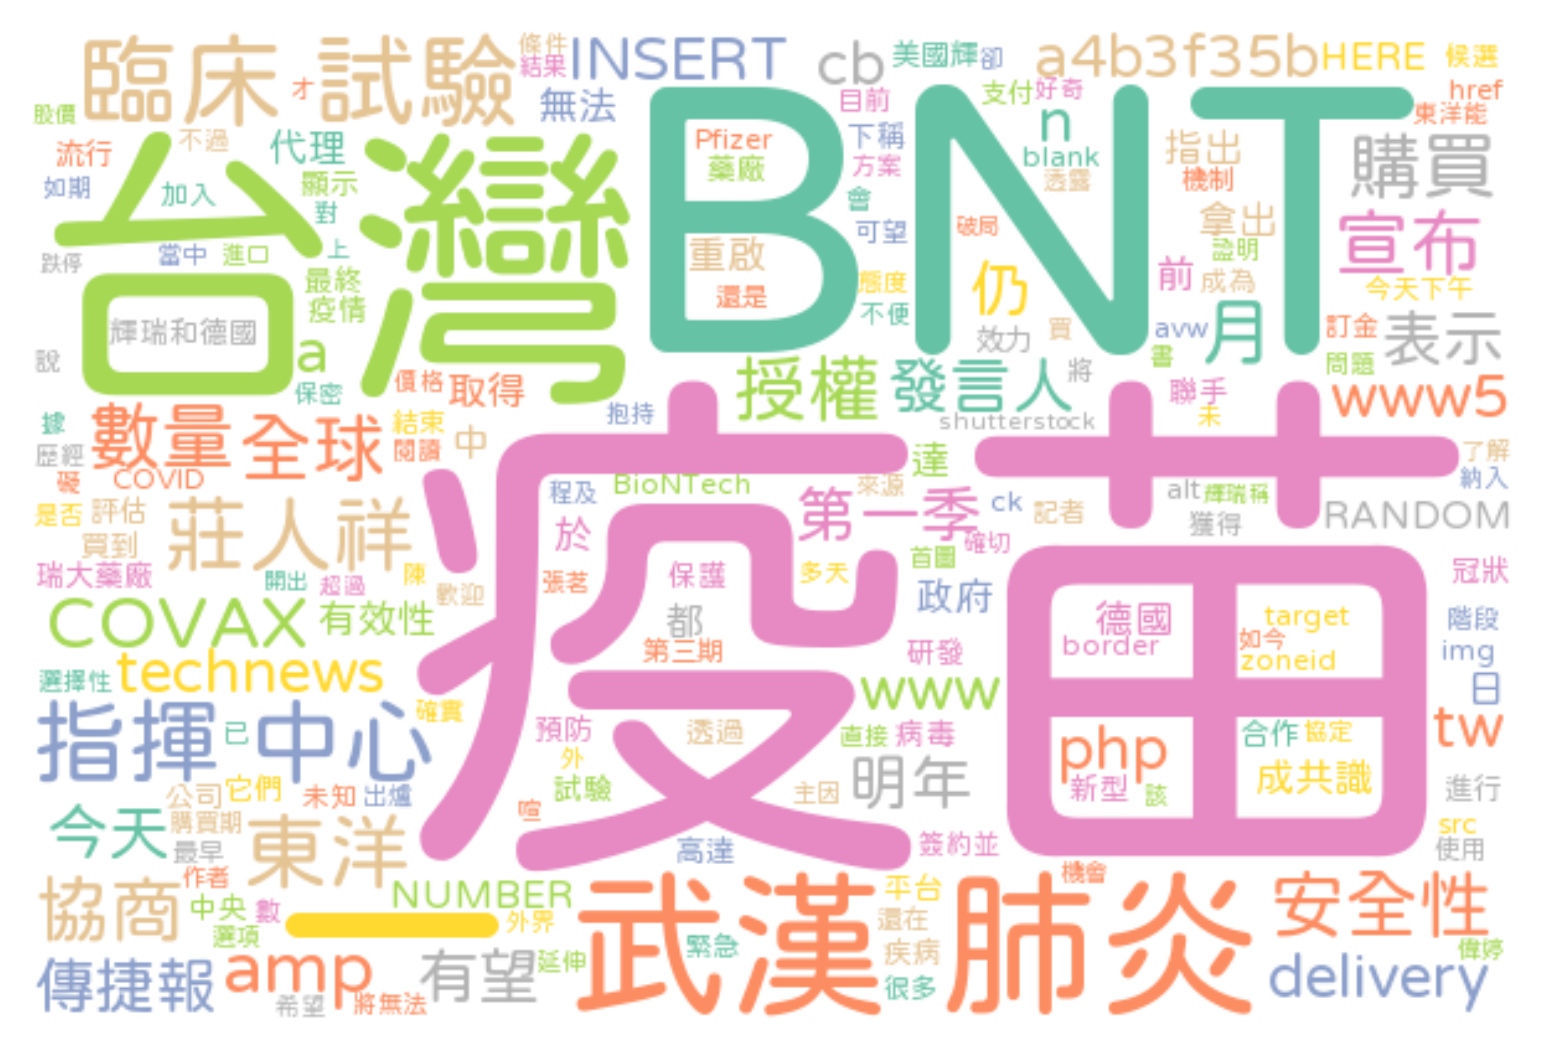 臨床試驗
條件
結果
INSERT
cb
美國輝
卻
a4b3f35b
HERE
候選
股價
才
無法
目前
支付
好奇
href
東洋能
流行
不過
代理
BNT
Pfizer
下稱
n
指出
購買
如期
加入
顯示
藥廠
方案
blank
透露
機制
台灣
對
會
拿出
宣布
跌停
當中
進口
上
重啟
可望
破局
證明
最終
還是
態度
仍
前
成為
今天下午
疫情
不便
輝瑞和德國
a
效力
買
avw
月
訂金
表示
說
保密
價格
取得
授權
發言人
將
書
聯手
問題
www5
據
數量
全球
結束
抱持
shutterstock
未
歷經
閱讀
中
疫苗
達
了解
礙
COVID
程及
BioNTech
來源
ck
alt
輝瑞稱
納入
是否
評估
莊人祥
於
第一季
記者
獲得
RANDOM
買到
確切
瑞大藥廠
開出
超過
陳
歡迎
張茗
保護
多天
首圖
冠狀
COVAX
有效性
都
政府
德國
target
階段
第三期
研發
border
如今
zoneid
img
選擇性
technews
www
日
指揮中心
已
確實
預防
透過
直接
病毒
php
合作
協定
tw
外
公司
它們
未知
出爐
試驗
主因
明年
新型
該
成共識
進行
今天
購買期
東洋
喧
src
最早
高達
簽約並
使用
作者
機會
協商
中央
數
NUMBER
武漢肺炎
平台
安全性
選項
一
外界
還在
緊急
疾病
偉婷
傳捷報
amp
有望
延伸
很多
delivery
希望
將無法